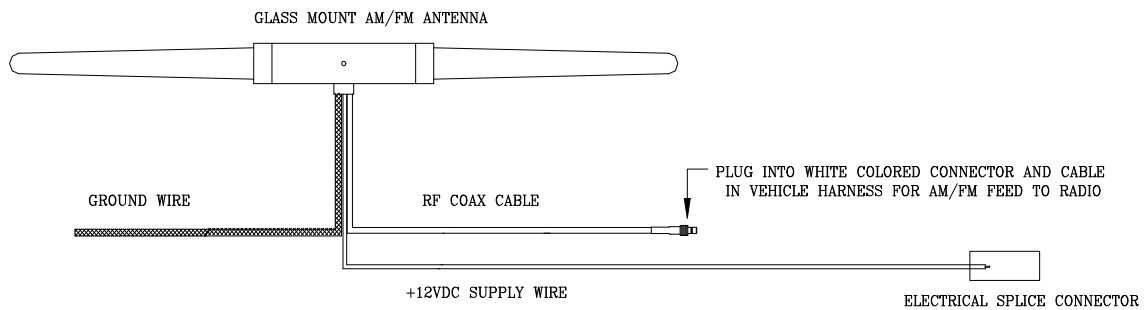 GLASS MOUNT AM/FM ANTENNA
PLUG INTO WHITE COLORED CONNECTOR AND CABLE
IN VEHICLE HARNESS FOR AM/FM FEED TO RADIO
GROUND WIRE
RF COAX CABLE
+12VDC SUPPLY WIRE
ELECTRICAL SPLICE CONNECTOR